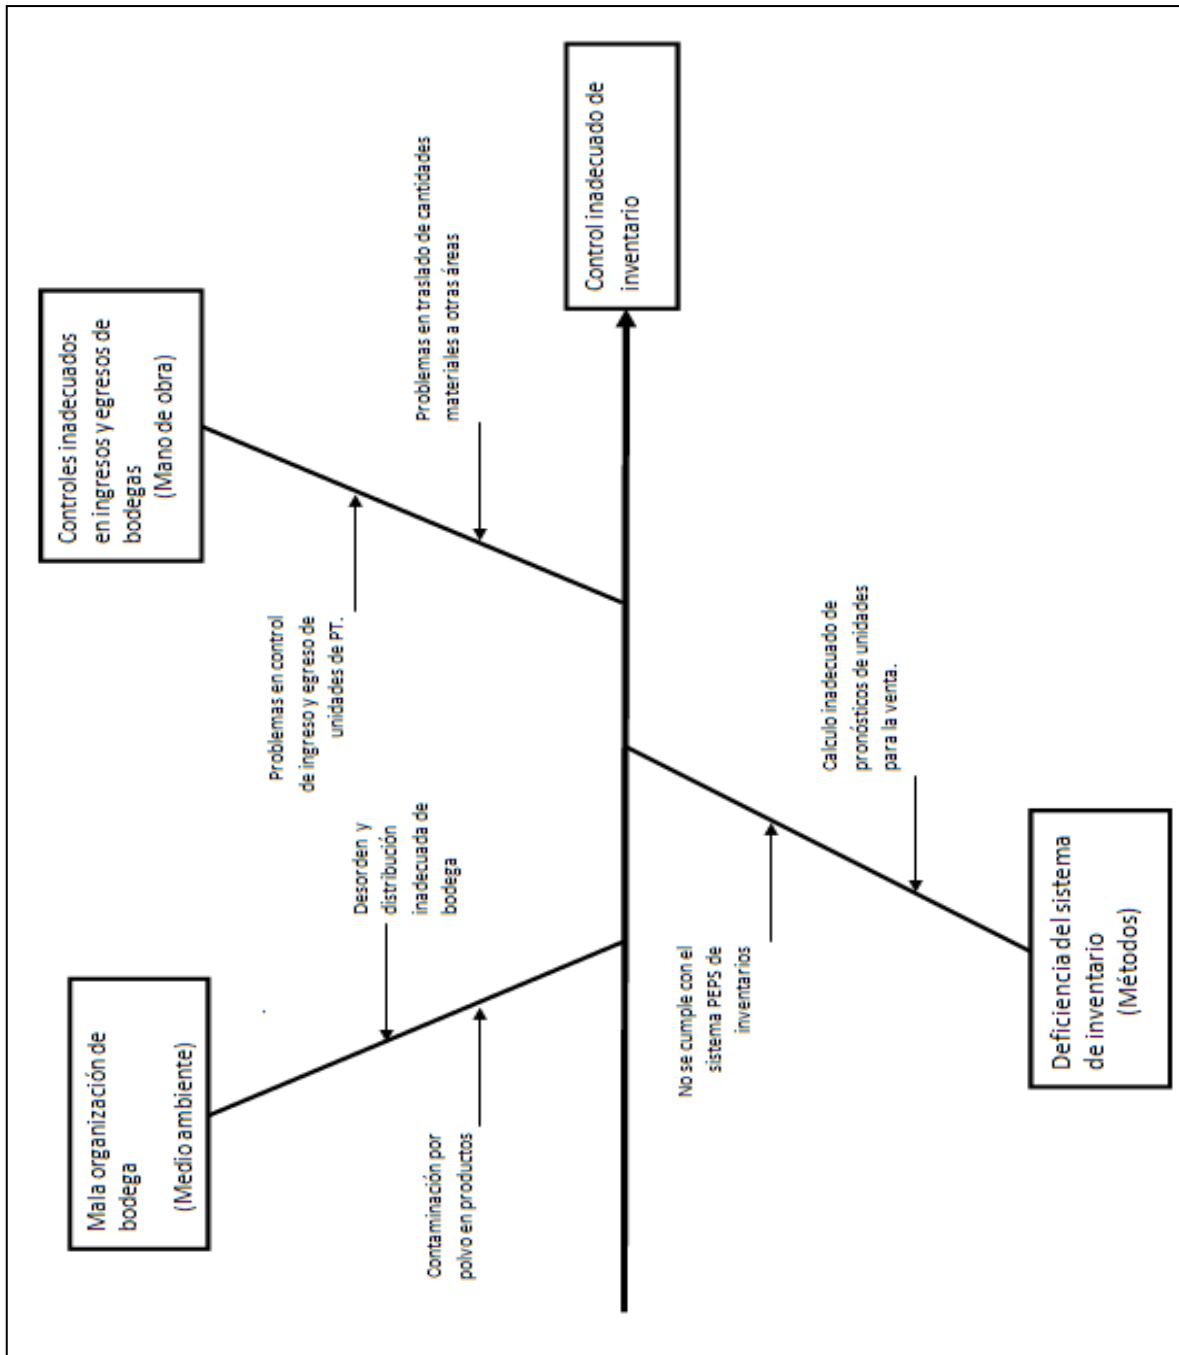 Mala organización de
bodega
(Medio ambiente)
Controles inadecuados
en ingresos y egresos de
bodegas
(Mano de obra)
Desorden y
distribución
inadecuada de
bodega
Contaminación por
polvo en productos
Problemas en control
de ingreso y egreso de
unidades de PT.
Problemas en traslado de cantidades
materiales a otras áreas
Control inadecuado de
inventario
No se cumple con el
sistema PEPS de
inventarios
Calculo inadecuado de
pronósticos de unidades
para la venta.
Deficiencia del sistema
de inventario
(Métodos)